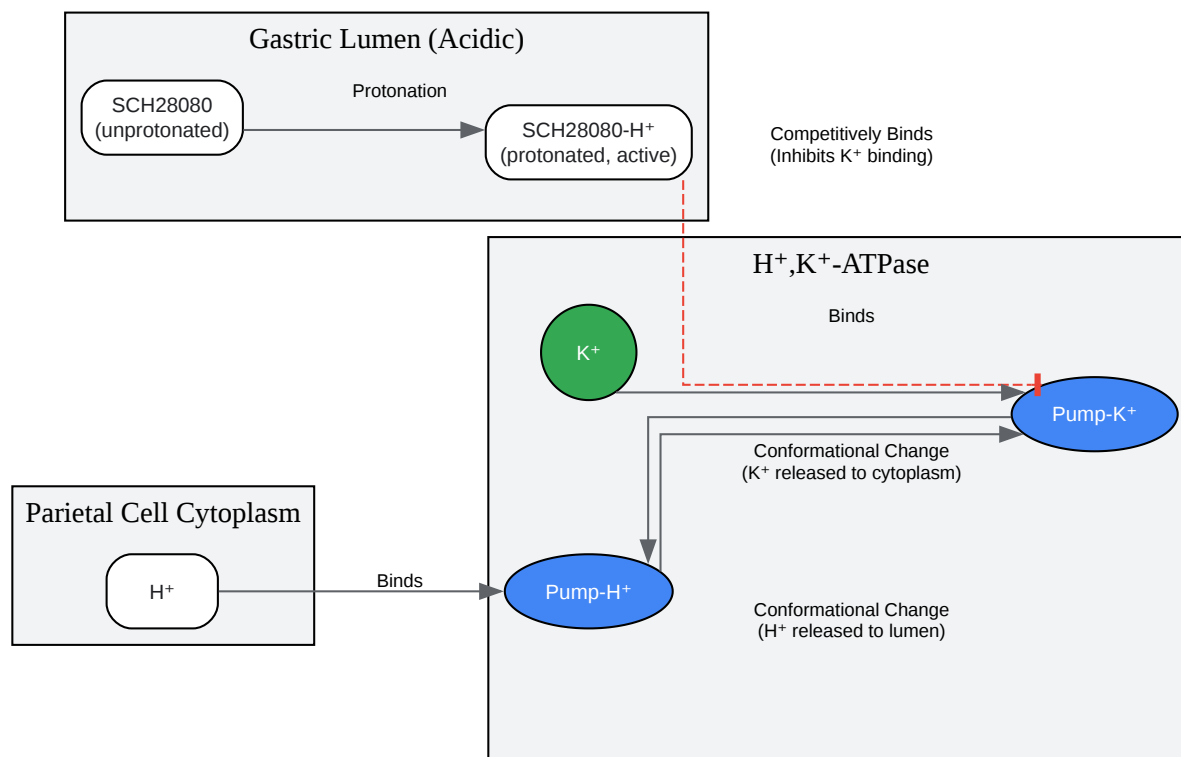 Gastric Lumen (Acidic)
SCH28080
(unprotonated)
Protonation
SCH28080-H⁺
(protonated, active)
Competitively Binds
(Inhibits K⁺ binding)
H⁺,K⁺-ATPase
Binds
K⁺
Pump-K⁺
Conformational Change
(K⁺ released to cytoplasm)
Parietal Cell Cytoplasm
H⁺
Binds
Pump-H⁺
Conformational Change
(H⁺ released to lumen)